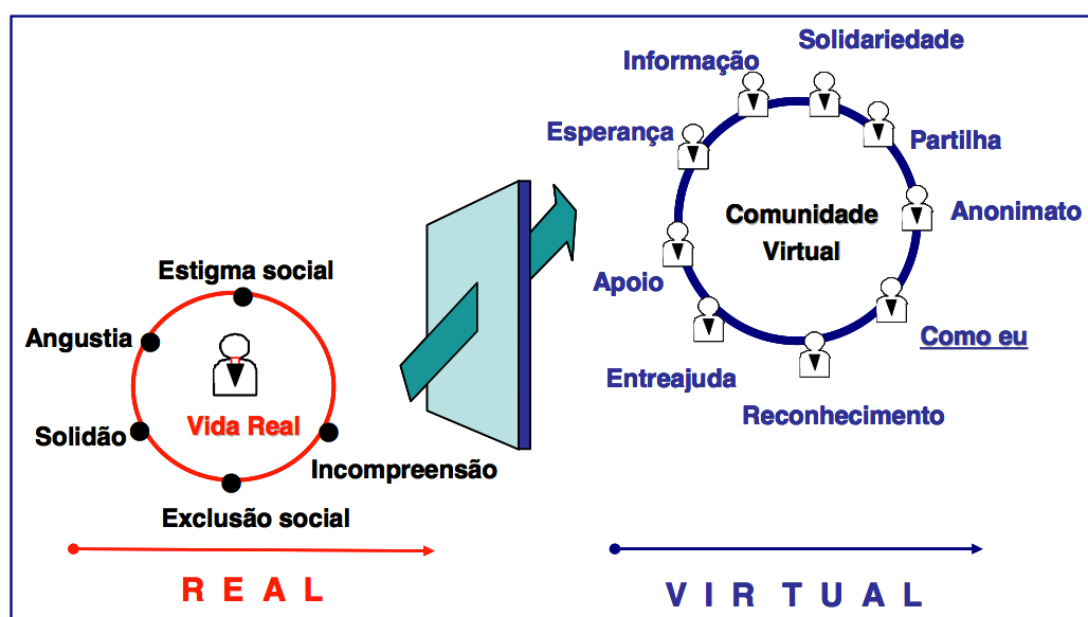 Estigma social
Angustia
Vida Real
Solidão
Incompreensão
Exclusão social
R E A L
Solidariedade
Informação
Esperança
Partilha
Comunidade
Virtual
Anonimato
Apoio
Como eu
Entreajuda
Reconhecimento
V I R T U A L